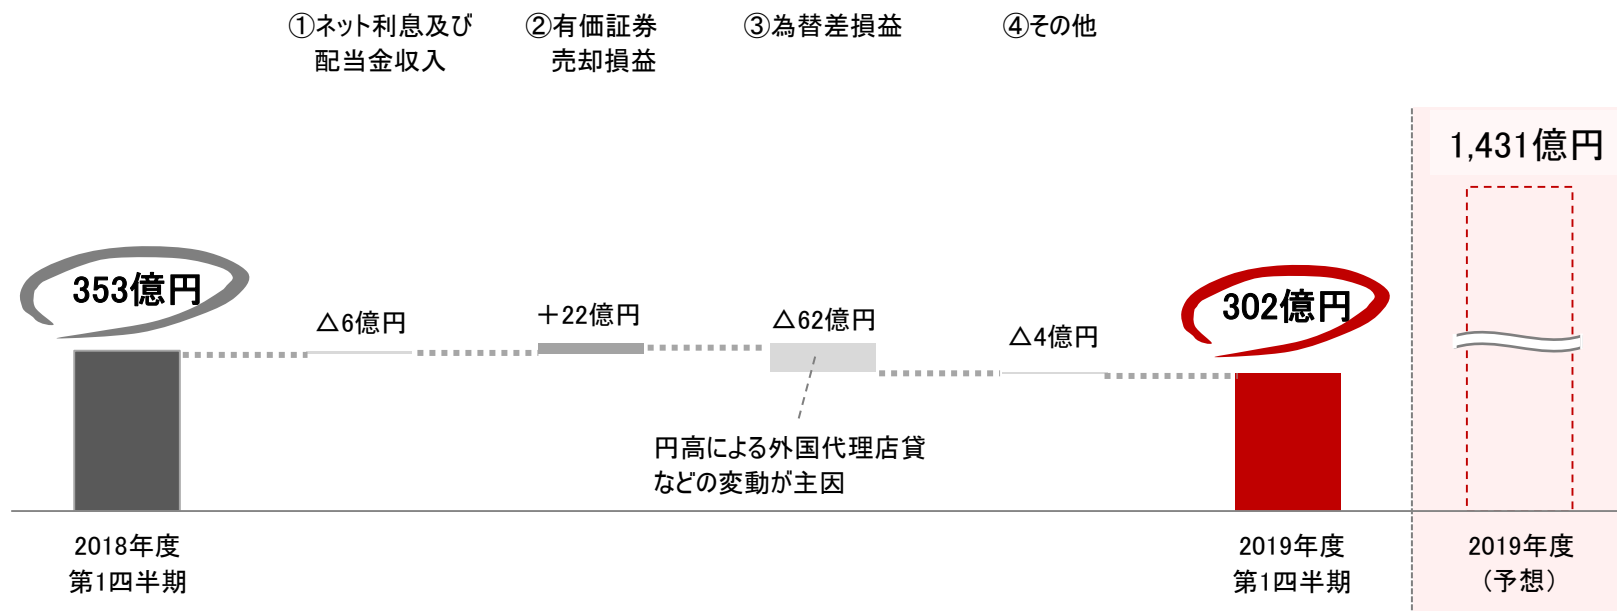 ①ネット利息及び
配当金収入
②有価証券
売却損益
③為替差損益
④その他
1,431億円
353億円
△6億円
＋22億円
△62億円
△4億円
302億円
円高による外国代理店貸
などの変動が主因
2018年度
第1四半期
2019年度
第1四半期
2019年度
（予想）